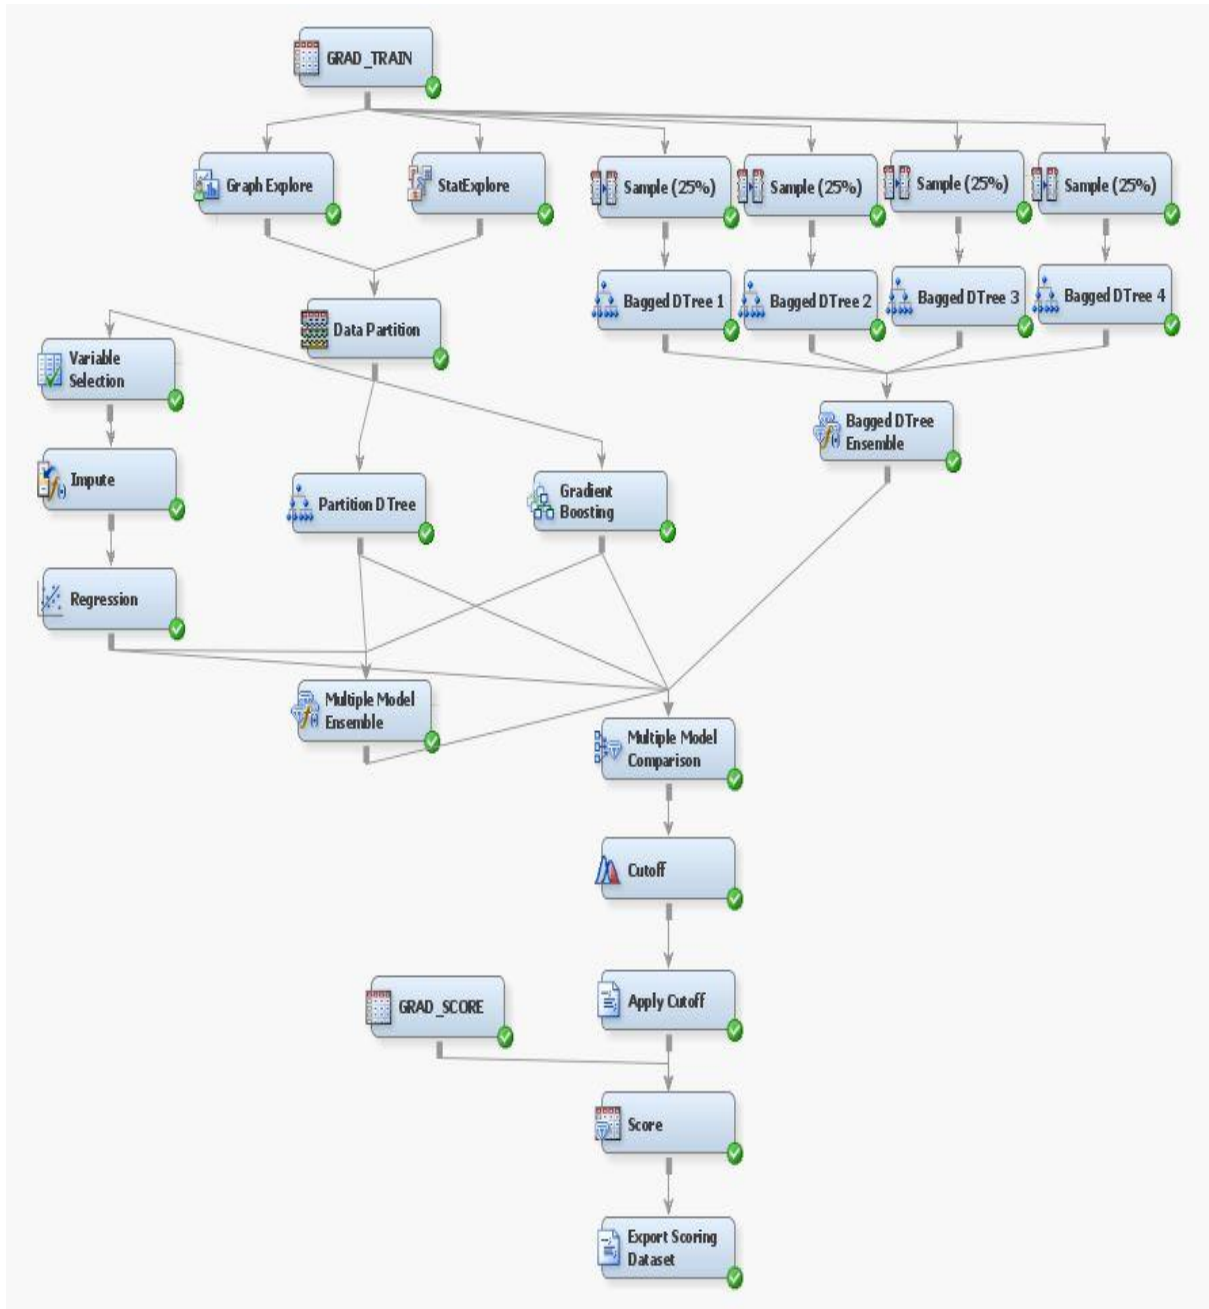 GRAD_TRAIN
Graph Explore
StatExplore
Sample (25%)
Sample (25%)
Sample (25%)
Sample (25%)
Bagged DTree 1
Bagged DTree 2
Bagged DTree 3
Bagged DTree 4
Data Partition
Variable
Selection
Bagged DTree
Ensemble
Impute
Partition DTree
Gradient
Boosting
Regression
Multiple Model
Ensemble
Multiple Model
Comparison
Cutoff
GRAD_SCORE
Apply Cutoff
Score
Export Scoring
Dataset